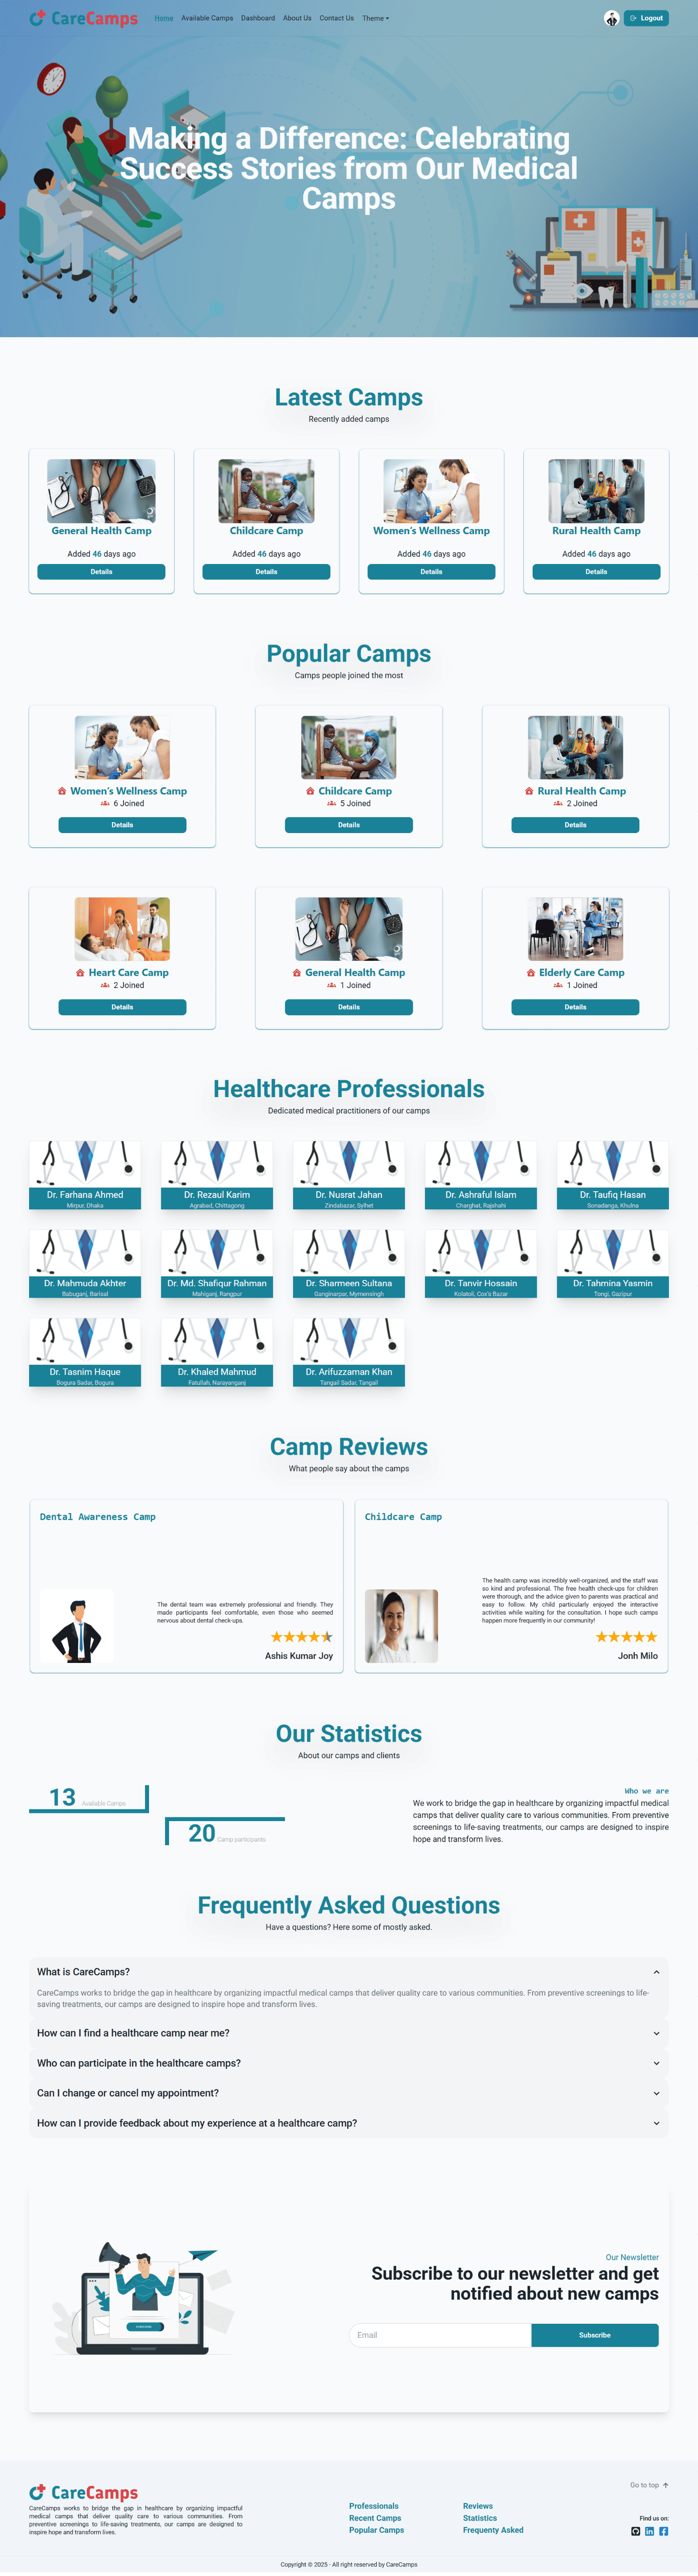 CareCamps
Home Available Camps Dashboard About Us Contact Us Theme
Logout
Making a Difference: Celebrating
Success Stories from Our Medical
Camps
Latest Camps
Recently added camps
General Health Camp
Added 46 days ago
Details
Childcare Camp
Added 46 days ago
Details
Women's Wellness Camp
Added 46 days ago
Details
Rural Health Camp
Added 46 days ago
Details
Popular Camps
Camps people joined the most
Women's Wellness Camp
6 Joined
Details
Childcare Camp
5 Joined
Details
Rural Health Camp
2 Joined
Details
Heart Care Camp
2 Joined
Details
General Health Camp
1 Joined
Details
Elderly Care Camp
1 Joined
Details
Healthcare Professionals
Dedicated medical practitioners of our camps
Dr. Farhana Ahmed
Mirpur, Dhaka
Dr. Rezaul Karim
Agrabad, Chittagong
Dr. Nusrat Jahan
Zindabazar, Sylhet
Dr. Ashraful Islam
Charghat, Rajshahi
Dr. Taufiq Hasan
Sonadanga, Khulna
Dr. Mahmuda Akhter
Babuganj, Barisal
Dr. Md. Shafiqur Rahman
Mahiganj, Rangpur
Dr. Sharmeen Sultana
Ganginarpar, Mymensingh
Dr. Tanvir Hossain
Kolatoli, Cox's Bazar
Dr. Tahmina Yasmin
Tongi, Gazipur
Dr. Tasnim Haque
Bogura Sadar, Bogura
Dr. Khaled Mahmud
Fatullah, Narayanganj
Dr. Arifuzzaman Khan
Tangail Sadar, Tangail
Camp Reviews
What people say about the camps
Dental Awareness Camp
The dental team was extremely professional and friendly. They
made participants feel comfortable, even those who seemed
nervous about dental check-ups.
Ashis Kumar Joy
Childcare Camp
The health camp was incredibly well-organized, and the staff was
so kind and professional. The free health check-ups for children
were thorough, and the advice given to parents was practical and
easy to follow. My child particularly enjoyed the interactive
activities while waiting for the consultation. I hope such camps
happen more frequently in our community!
Jonh Milo
Our Statistics
About our camps and clients
13 Available Camps
20 Camp participants
Who we are
We work to bridge the gap in healthcare by organizing impactful medical
camps that deliver quality care to various communities. From preventive
screenings to life-saving treatments, our camps are designed to inspire
hope and transform lives.
Frequently Asked Questions
Have a questions? Here some of mostly asked.
What is CareCamps?
CareCamps works to bridge the gap in healthcare by organizing impactful medical camps that deliver quality care to various communities. From preventive screenings to life-
saving treatments, our camps are designed to inspire hope and transform lives.
How can I find a healthcare camp near me?
Who can participate in the healthcare camps?
Can I change or cancel my appointment?
How can I provide feedback about my experience at a healthcare camp?
Our Newsletter
Subscribe to our newsletter and get
notified about new camps
Email
Subscribe
Go to top
CareCamps
CareCamps works to bridge the gap in healthcare by organizing impactful
medical camps that deliver quality care to various communities. From
preventive screenings to life-saving treatments, our camps are designed to
inspire hope and transform lives.
Professionals
Recent Camps
Popular Camps
Reviews
Statistics
Frequenty Asked
Find us on:
Copyright © 2025 - All right reserved by CareCamps